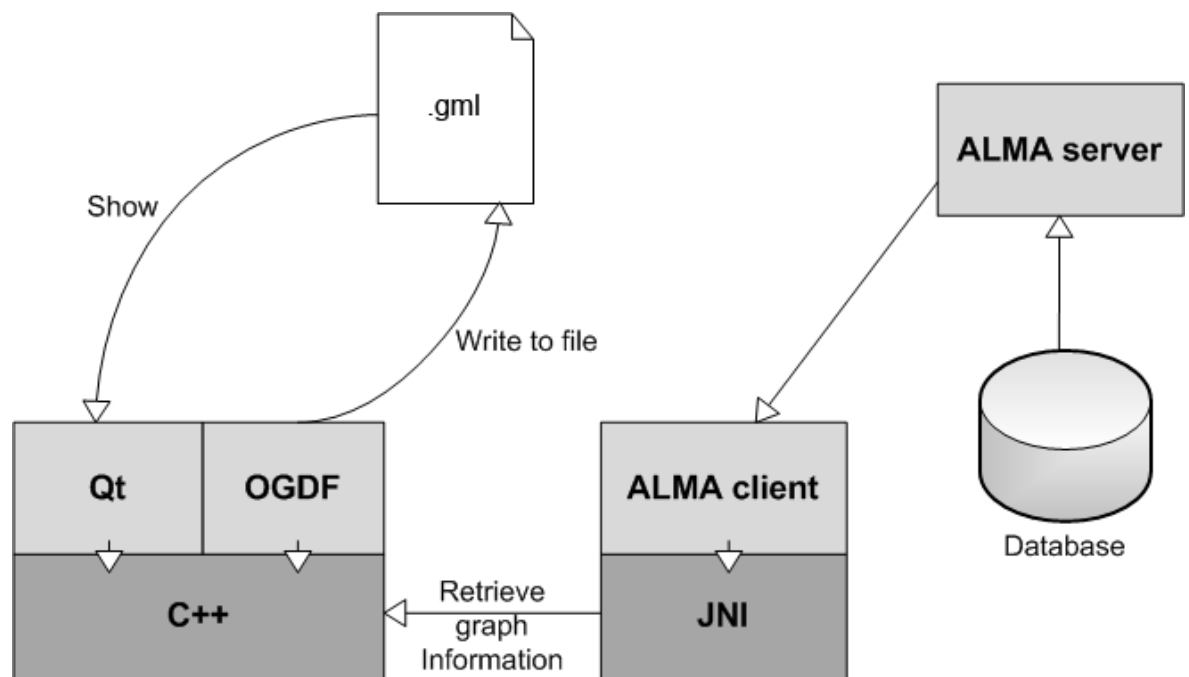 .gml
ALMA server
Show
Write to file
Qt
OGDF
ALMA client
Database
C++
Retrieve
graph
Information
JNI